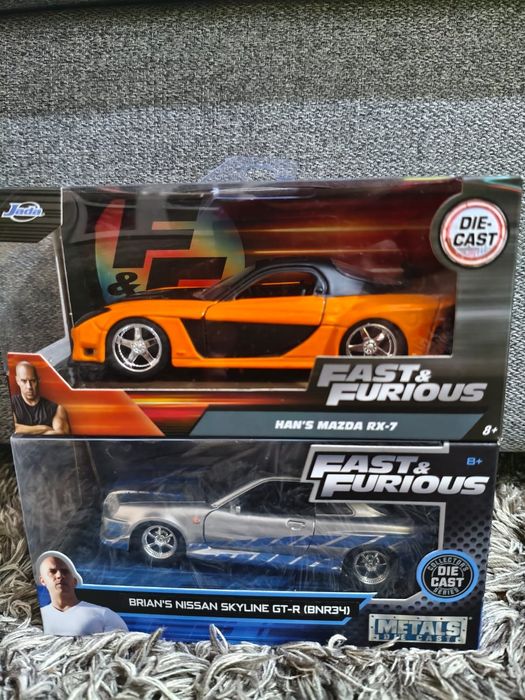 Jada
F
& F
DIE-
CAST
FAST &
FURIOUS
HAN'S MAZDA RX-7
8+
FAST &
FURIOUS
8+
COLLECTORS
DIE
CAST
SERIES
BRIAN'S NISSAN SKYLINE GT-R (BNR34)
METALS
DIE CAST